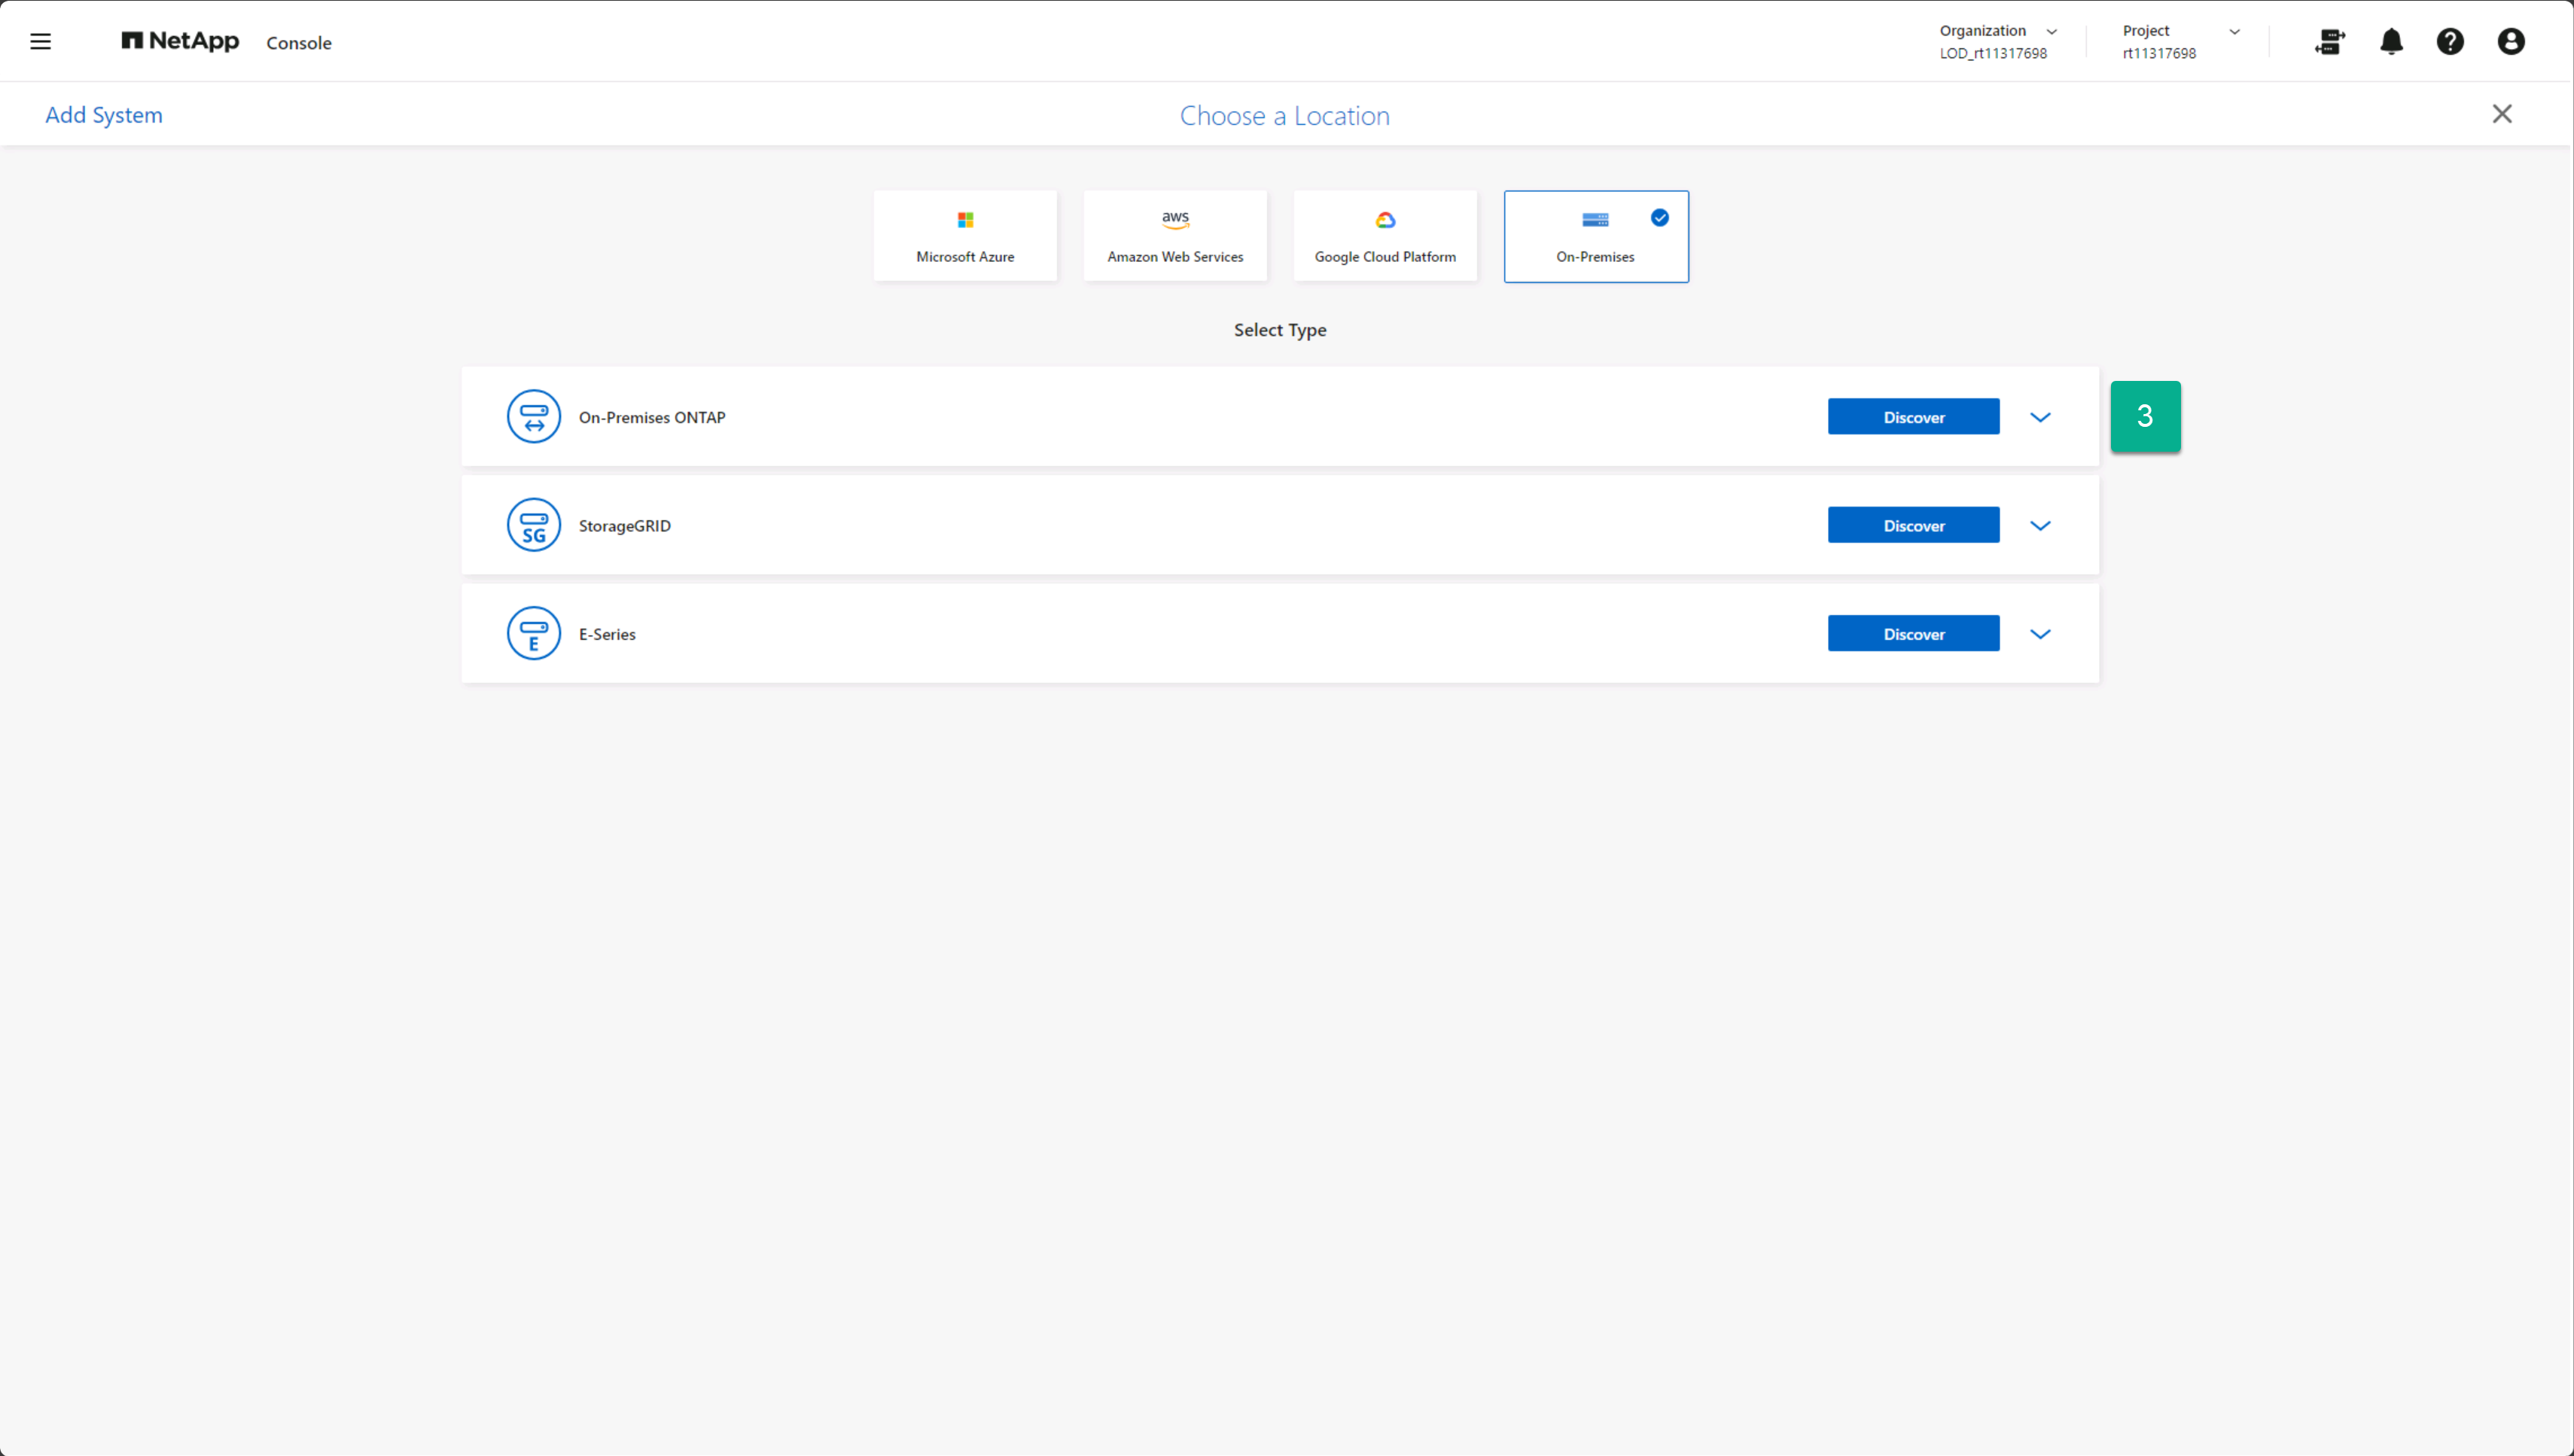 NetApp Console
Organization
LOD_rt11317698
Project
rt11317698
Add System
Choose a Location
Microsoft Azure
aws
Amazon Web Services
Google Cloud Platform
On-Premises
Select Type
On-Premises ONTAP
Discover
3
SG
StorageGRID
Discover
E
E-Series
Discover